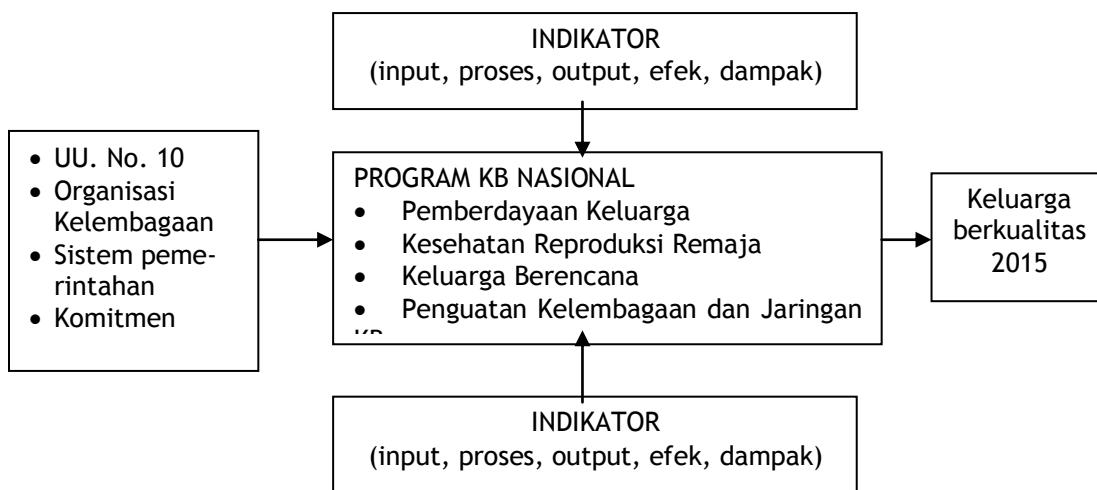 INDIKATOR
(input, proses, output, efek, dampak)
• UU. No. 10
• Organisasi
Kelembagaan
• Sistem peme-
rintahan
• Komitmen
PROGRAM KB NASIONAL
• Pemberdayaan Keluarga
• Kesehatan Reproduksi Remaja
• Keluarga Berencana
• Penguatan Kelembagaan dan Jaringan
Keluarga
berkualitas
2015
INDIKATOR
(input, proses, output, efek, dampak)